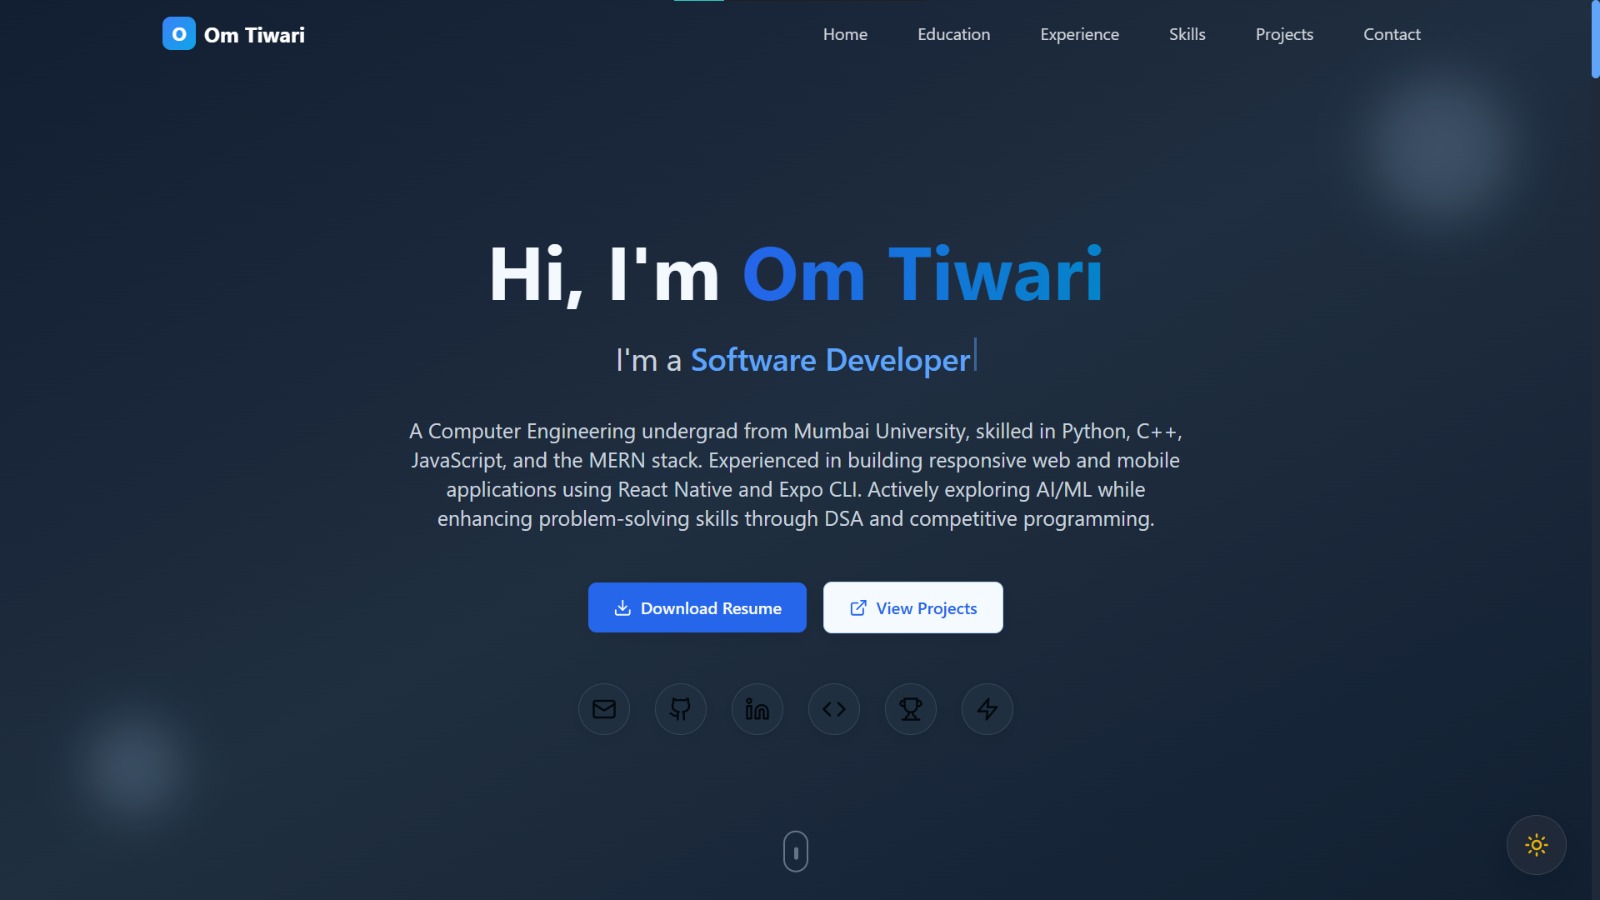 O Om Tiwari
Home Education Experience Skills Projects Contact
Hi, I'm Om Tiwari
I'm a Software Developer
A Computer Engineering undergrad from Mumbai University, skilled in Python, C++,
JavaScript, and the MERN stack. Experienced in building responsive web and mobile
applications using React Native and Expo CLI. Actively exploring AI/ML while
enhancing problem-solving skills through DSA and competitive programming.
Download Resume View Projects